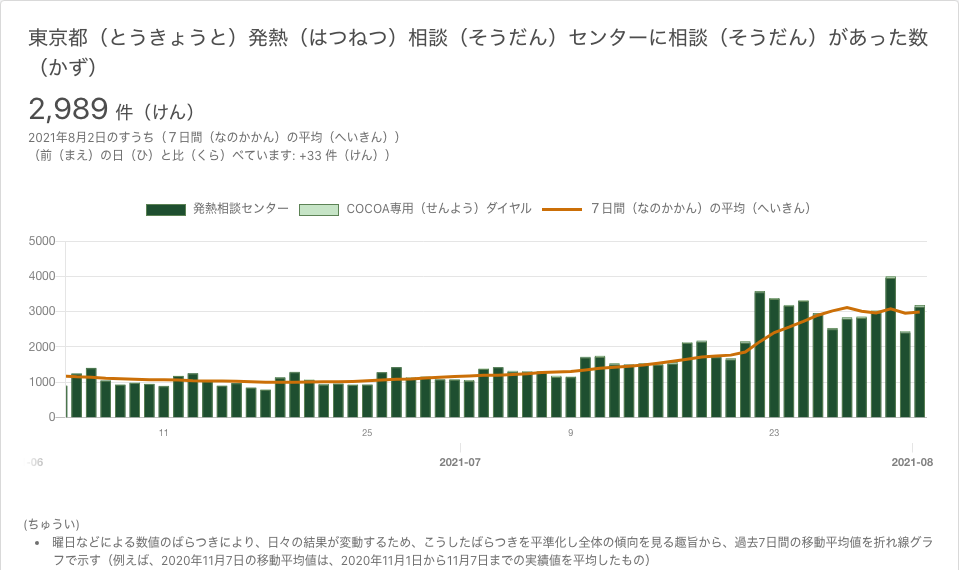 東京都（とうきょうと）発熱（はつねつ）相談（そうだん）センターに相談（そうだん）があった数
（かず）
2,989 件（けん）
2021年8月2日のすうち（７日間（なのかかん）の平均（へいきん））
（前（まえ）の日（ひ）と比（くら）べています: +33 件（けん））
発熱相談センター COCOA専用（せんよう）ダイヤル ７日間（なのかかん）の平均（へいきん）
5000
4000
3000
2000
1000
0
11 25 9 23
-06 2021-07 2021-08
(ちゅうい)
• 曜日などによる数値のばらつきにより、日々の結果が変動するため、こうしたばらつきを平準化し全体の傾向を見る趣旨から、過去7日間の移動平均値を折れ線グラ
フで示す（例えば、2020年11月7日の移動平均値は、2020年11月1日から11月7日までの実績値を平均したもの）